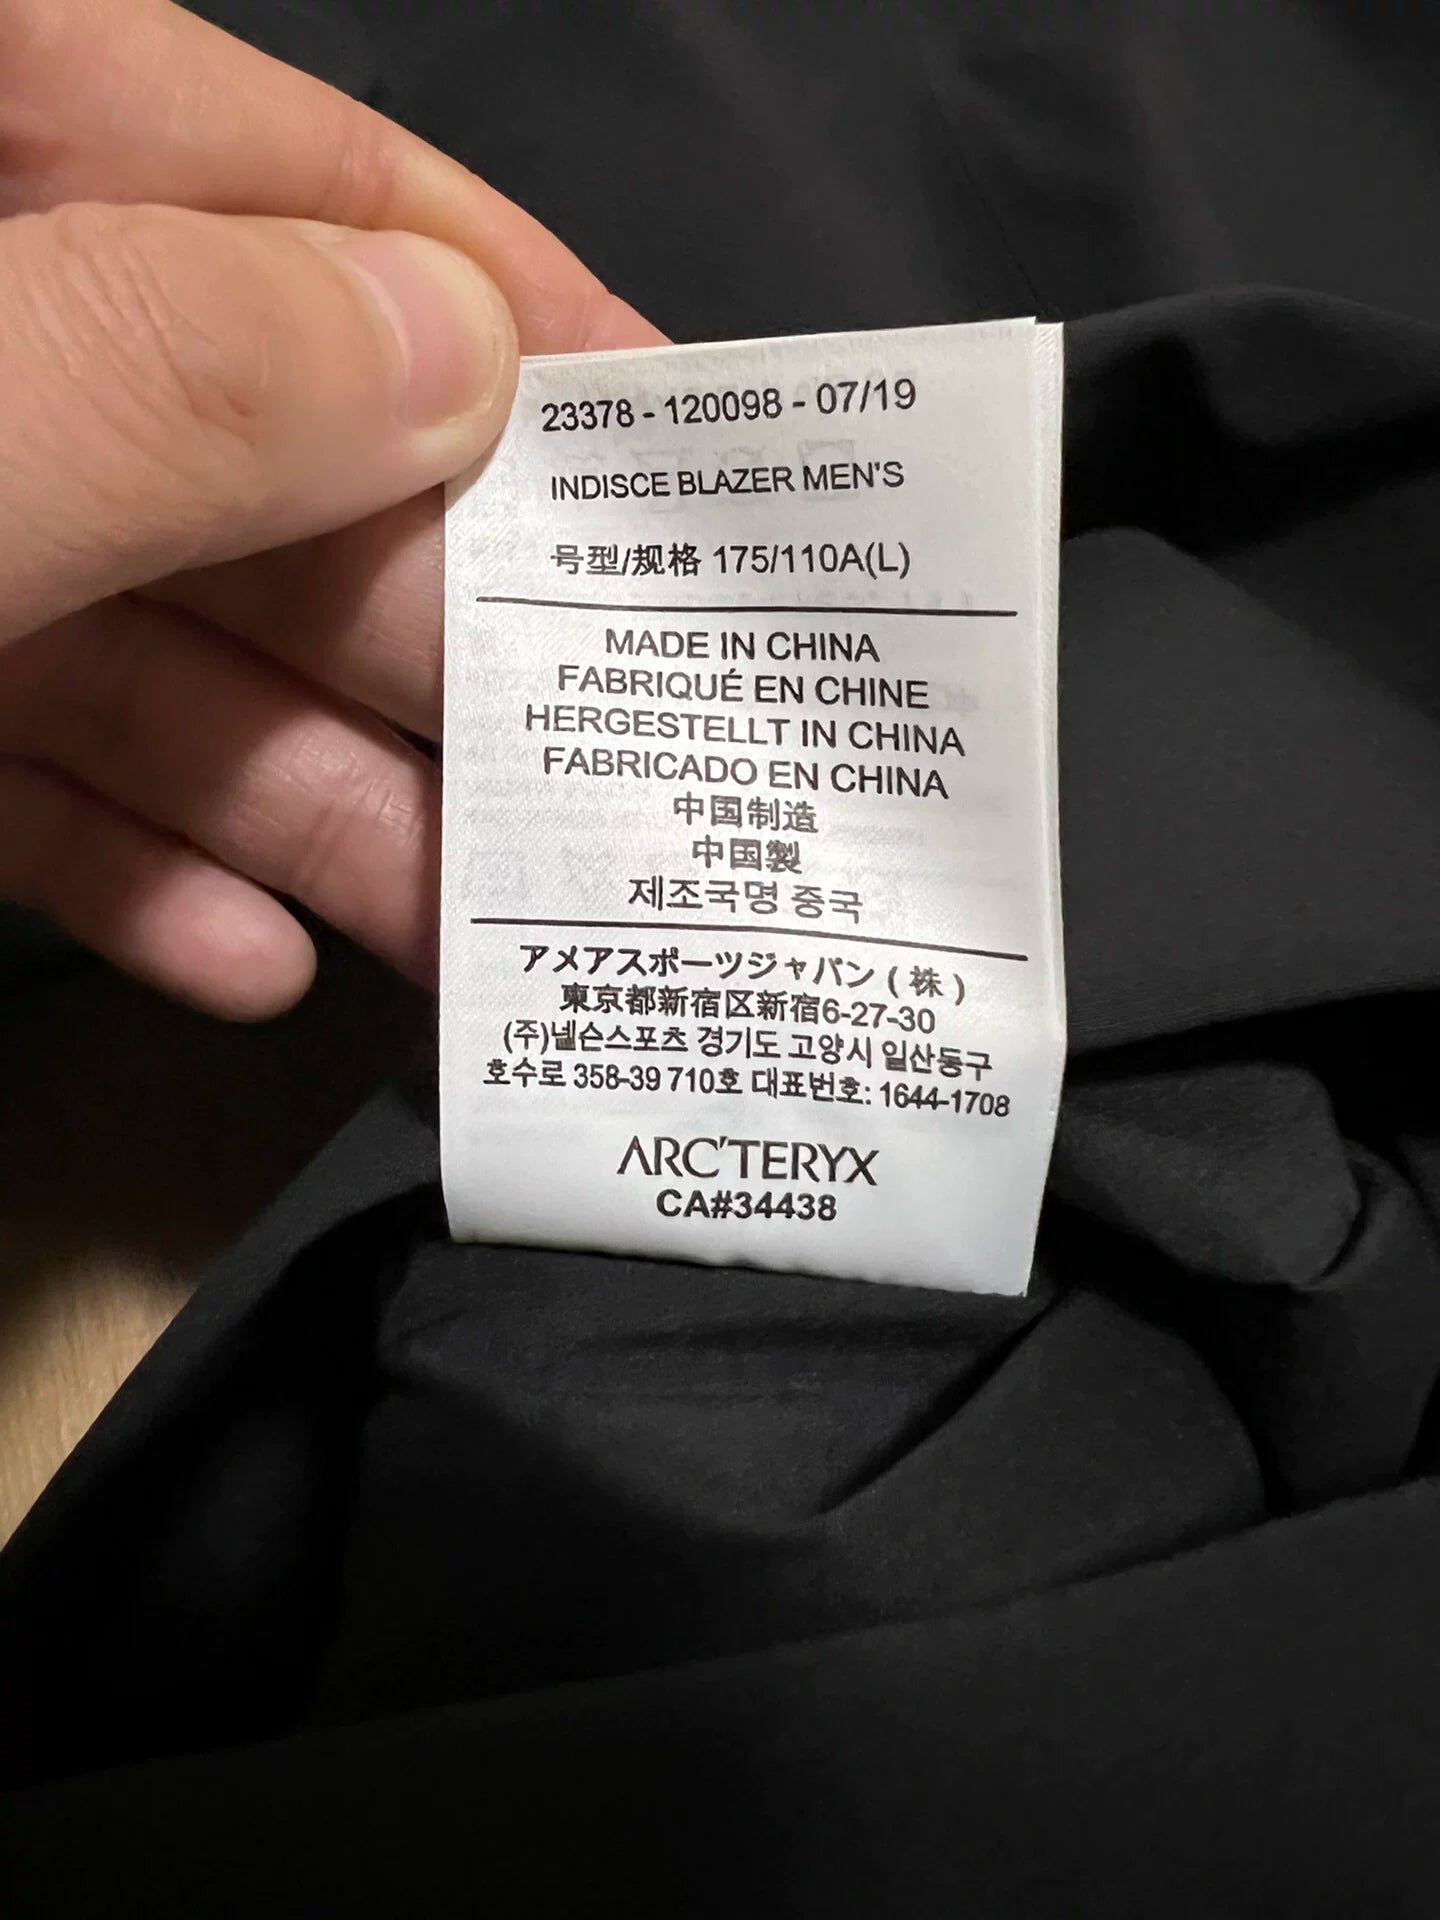 23378 - 120098 - 07/19
INDISCE BLAZER MEN'S
号型/规格 175/110A(L)
MADE IN CHINA
FABRIQUÉ EN CHINE
HERGESTELLT IN CHINA
FABRICADO EN CHINA
中国制造
中国製
제조국명 중국
アメアスポーツジャパン (株)
東京都新宿区新宿6-27-30
(주)넬슨스포츠 경기도 고양시 일산동구
호수로 358-39 710호 대표번호: 1644-1708
ARC'TERYX
CA#34438